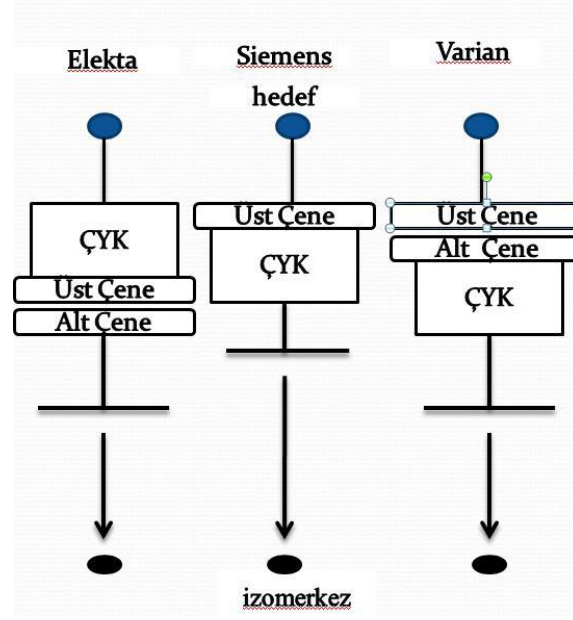 Elekta
Siemens
Varian
hedef
ÇYK
Üst Çene
Alt Çene
Üst Çene
ÇYK
Üst Çene
Alt Çene
ÇYK
izomerkez